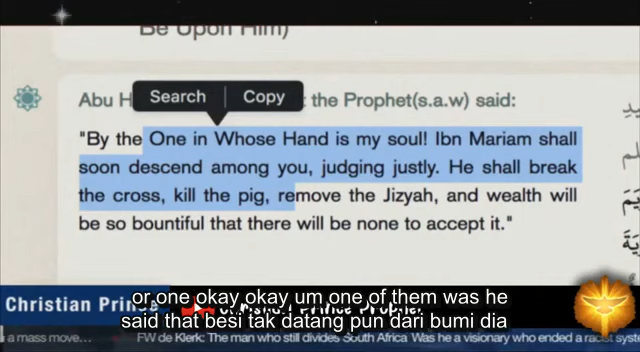 Be Upon Him)
Search Copy
Abu H the Prophet(s.a.w) said:
"By the One in Whose Hand is my soul! Ibn Mariam shall
soon descend among you, judging justly. He shall break
the cross, kill the pig, remove the Jizyah, and wealth will
be so bountiful that there will be none to accept it."
or one okay okay um one of them was he
said that besi tak datang pun dari bumi dia
Christian Prince
a mass move... FW de Klerk: The man who still divides South Africa Was he a visionary who ended a racist syst